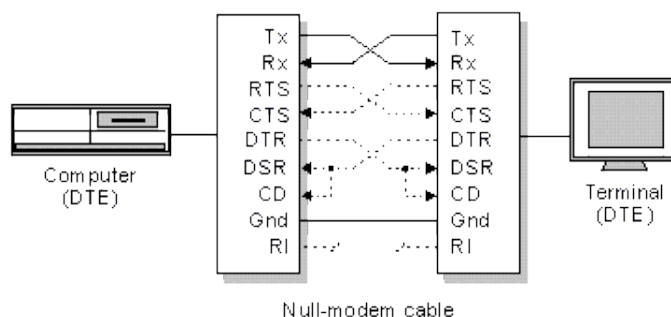 Tx Tx
Rx Rx
RTS RTS
CTS CTS
DTR DTR
DSR DSR
CD CD
Gnd Gnd
RI RI
Computer
(DTE)
Terminal
(DTE)
Null-modem cable